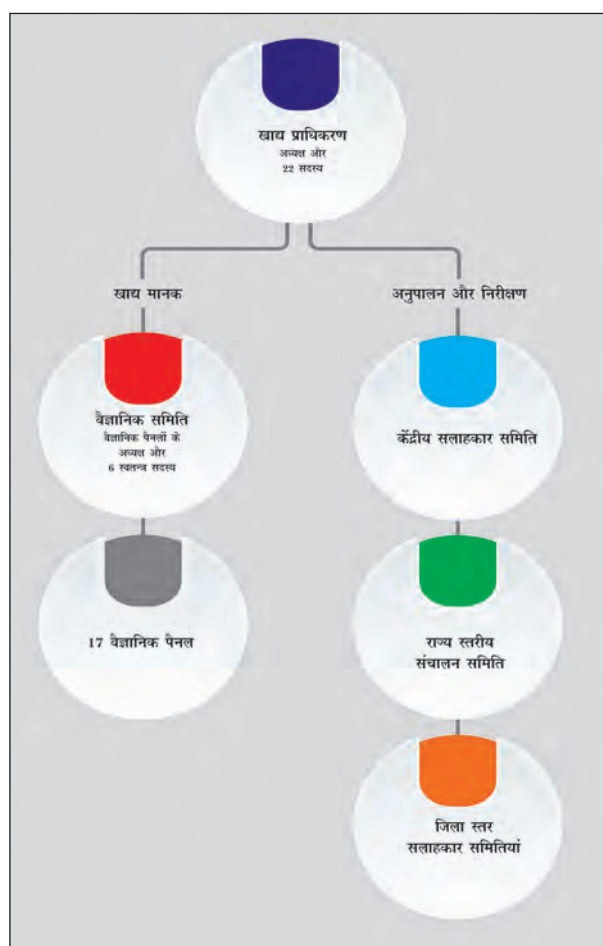 खाद्य प्राधिकरण
अध्यक्ष और
22 सदस्य
खाद्य मानक
अनुपालन और निरीक्षण
वैज्ञानिक समिति
वैज्ञानिक पैनलों के
अध्यक्ष और
6 स्वतन्त्र सदस्य
केंद्रीय सलाहकार समिति
17 वैज्ञानिक पैनल
राज्य स्तरीय
संचालन समिति
जिला स्तर
सलाहकार समितियां